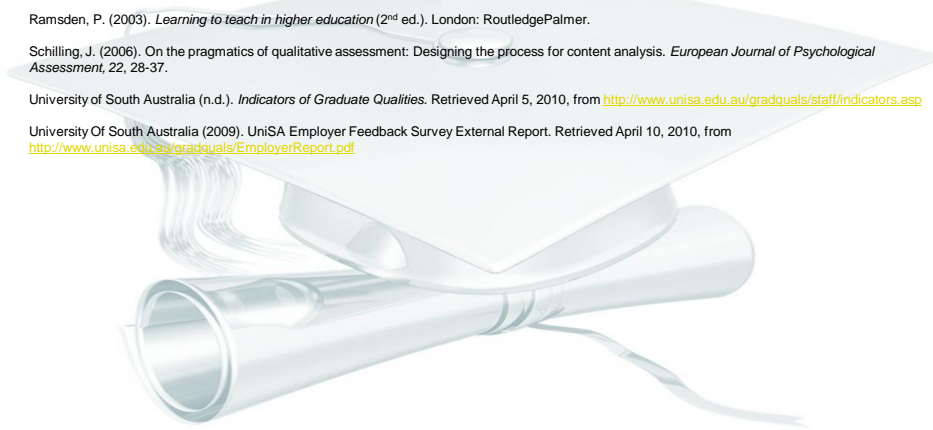 Ramsden, P. (2003). Learning to teach in higher education (2nd ed.). London: RoutledgePalmer.
Schilling, J. (2006). On the pragmatics of qualitative assessment: Designing the process for content analysis. European Journal of Psychological
Assessment, 22, 28-37.
University of South Australia (n.d.). Indicators of Graduate Qualities. Retrieved April 5, 2010, from http://www.unisa.edu.au/gradquals/staff/indicators.asp
University Of South Australia (2009). UniSA Employer Feedback Survey External Report. Retrieved April 10, 2010, from
http://www.unisa.edu.au/gradquals/EmployerReport.pdf